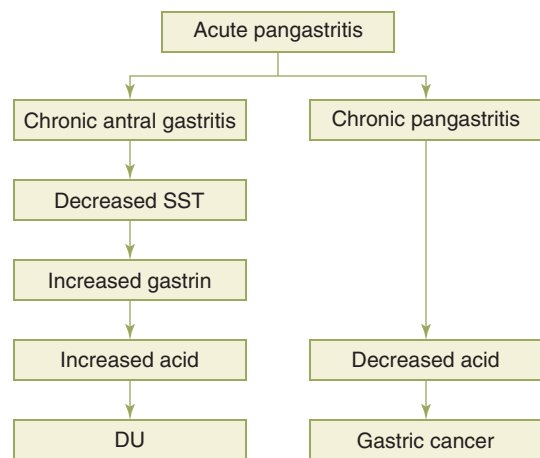 Acute pangastritis
Chronic antral gastritis
Chronic pangastritis
Decreased SST
Increased gastrin
Increased acid
Decreased acid
DU
Gastric cancer